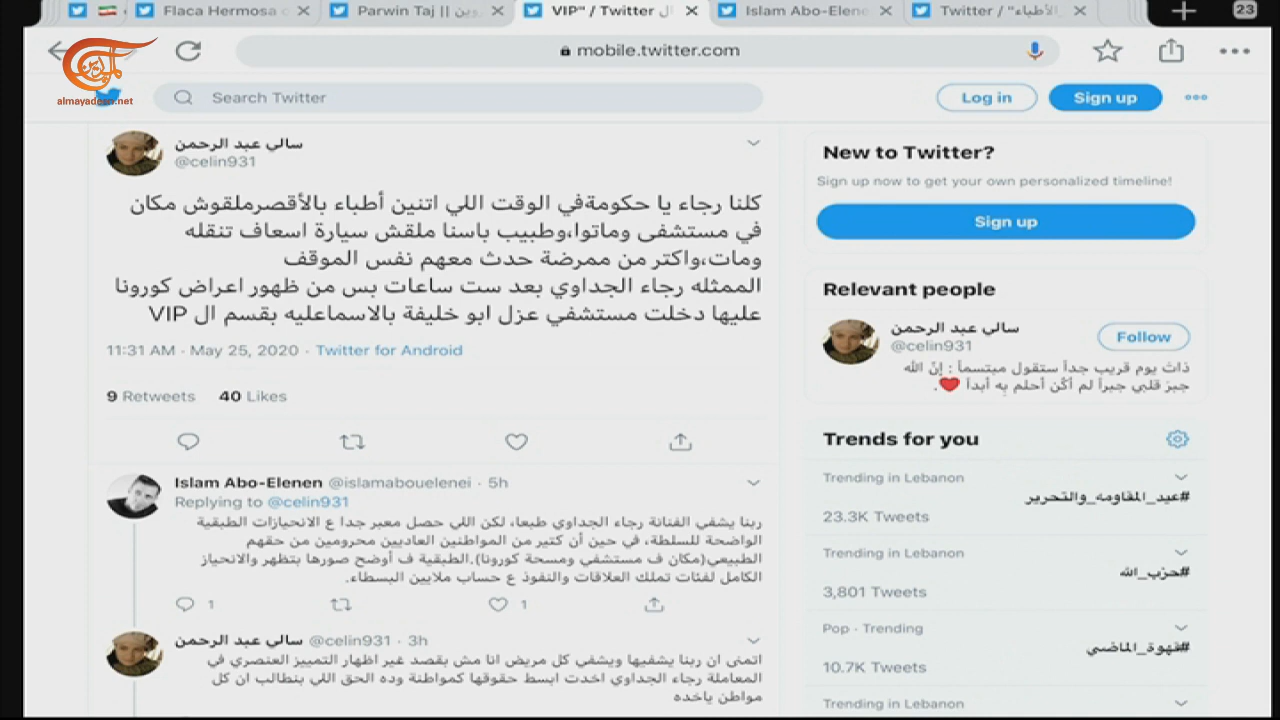 Flaca Hermosa
Parwin Taj || وين
VIP" / Twitter
Islam Abo-Elene
Twitter / "الأطباء
23
mobile.twitter.com
almayadeen.net
Search Twitter
Log in
Sign up
سالي عبد الرحمن
@celin931
كلنا رجاء يا حكومةفي الوقت اللي اتنين أطباء بالأقصرملقوش مكان
في مستشفى وماتوا،وطبيب باسنا ملقش سيارة اسعاف تنقله
ومات،واكتر من ممرضة حدث معهم نفس الموقف
الممثله رجاء الجداوي بعد ست ساعات بس من ظهور اعراض كورونا
عليها دخلت مستشفي عزل ابو خليفة بالاسماعليه بقسم ال VIP
11:31 AM · May 25, 2020 · Twitter for Android
9 Retweets 40 Likes
Islam Abo-Elenen @islamabouelenei · 5h
Replying to @celin931
ربنا يشفي الفنانة رجاء الجداوي طبعا، لكن اللي حصل معبر جدا ع الانحيازات الطبقية
الواضحة للسلطة، في حين أن كتير من المواطنين العاديين محرومين من حقهم
الطبيعي(مكان ف مستشفي ومسحة كورونا).الطبقية ف أوضح صورها بتظهر والانحياز
الكامل لفئات تملك العلاقات والنفوذ ع حساب ملايين البسطاء.
1
1
سالي عبد الرحمن @celin931 · 3h
اتمنى ان ربنا يشفيها ويشفي كل مريض انا مش بقصد غير اظهار التمييز العنصري في
المعاملة رجاء الجداوي اخدت ابسط حقوقها كمواطنة وده الحق اللي بنطالب ان كل
مواطن ياخده
New to Twitter?
Sign up now to get your own personalized timeline!
Sign up
Relevant people
سالي عبد الرحمن
@celin931
Follow
ذاتَ يوم قريب جداً ستقول مبتسماً : إنّ الله
جبرَ قلبي جبراً لم أكُن أحلم بِه أبداً ❤️.
Trends for you
Trending in Lebanon
#عيد_المقاومه_والتحرير
23.3K Tweets
Trending in Lebanon
#حزب_الله
3,801 Tweets
Pop · Trending
#قهوة_الماضي
10.7K Tweets
Trending in Lebanon